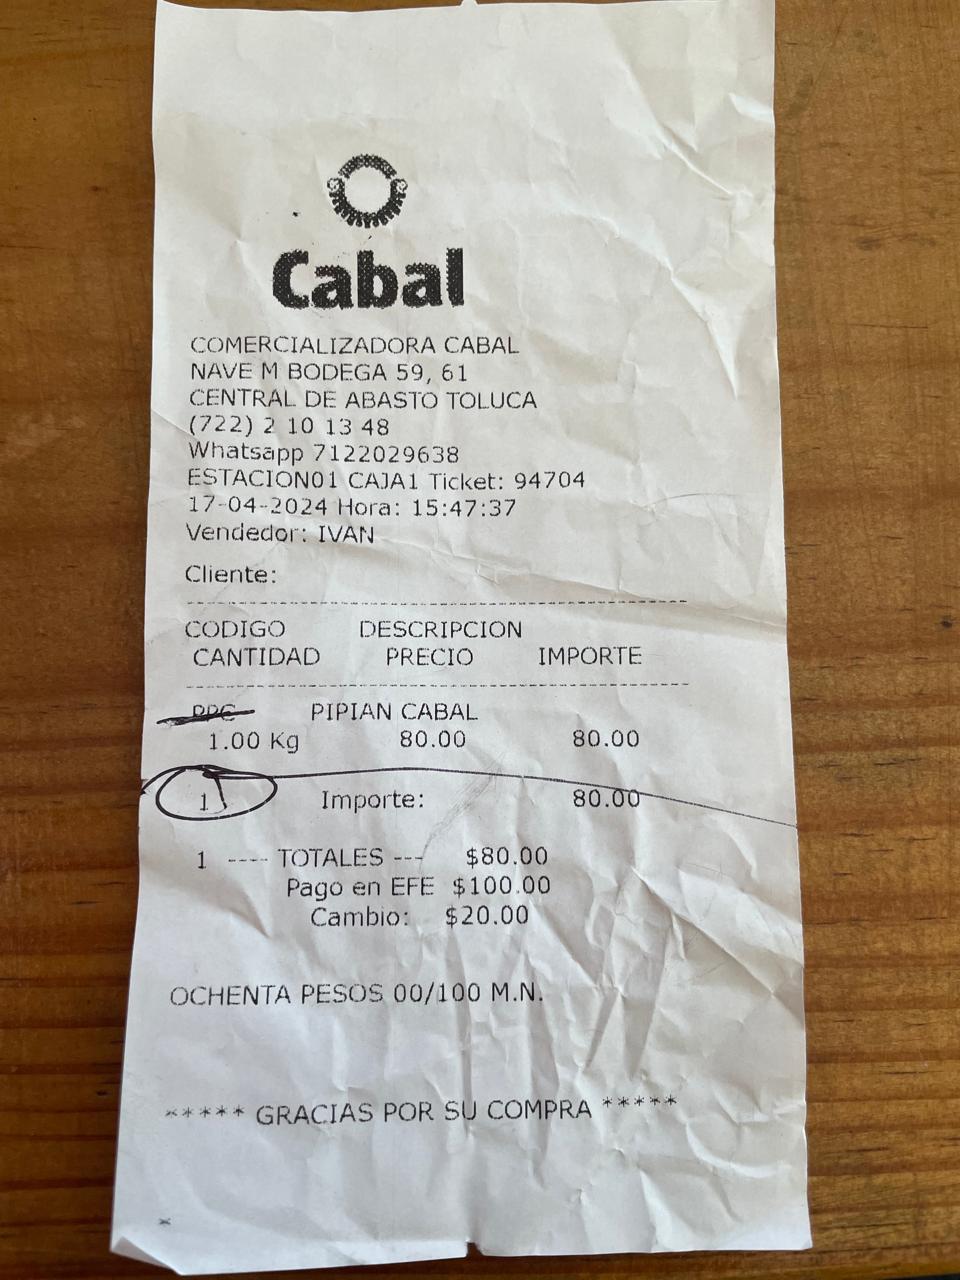 Cabal
COMERCIALIZADORA CABAL
NAVE M BODEGA 59, 61
CENTRAL DE ABASTO TOLUCA
(722) 2 10 13 48
Whatsapp 7122029638
ESTACION01 CAJA1 Ticket: 94704
17-04-2024 Hora: 15:47:37
Vendedor: IVAN
Cliente:
CODIGO DESCRIPCION
CANTIDAD PRECIO IMPORTE
PIPIAN CABAL
1.00 Kg 80.00 80.00
1 Importe: 80.00
1 ---- TOTALES --- $80.00
Pago en EFE $100.00
Cambio: $20.00
OCHENTA PESOS 00/100 M.N.
***** GRACIAS POR SU COMPRA *****
*